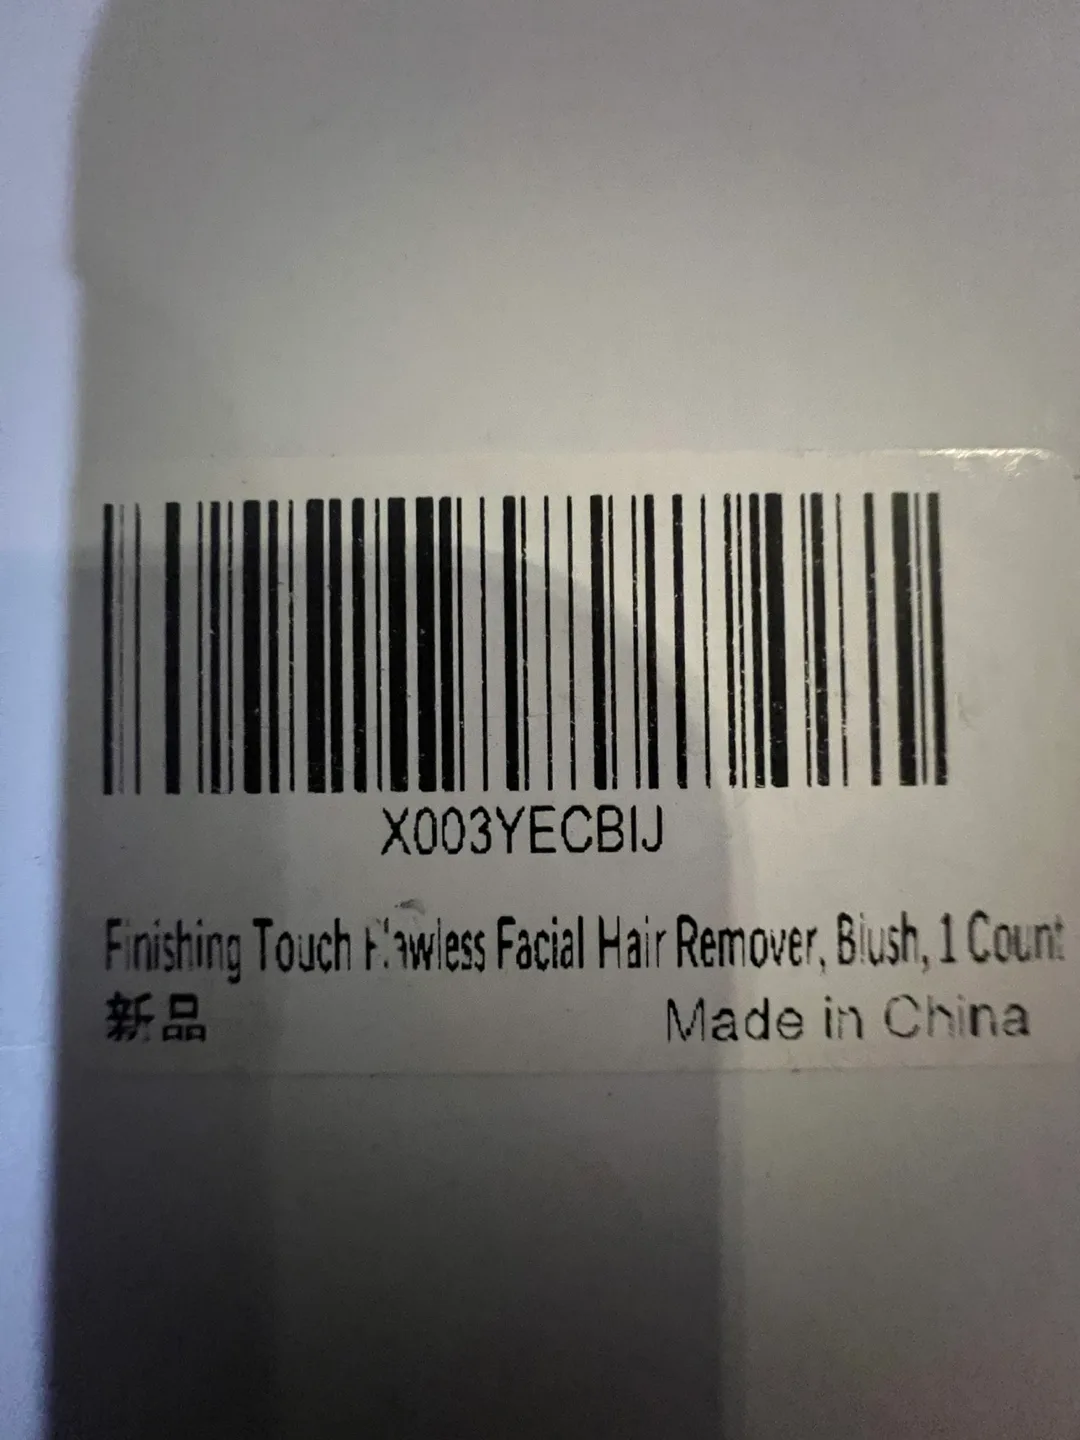 X003YECBIJ
Finishing Touch Flawless Facial Hair Remover, Blush, 1 Count
新品
Made in China